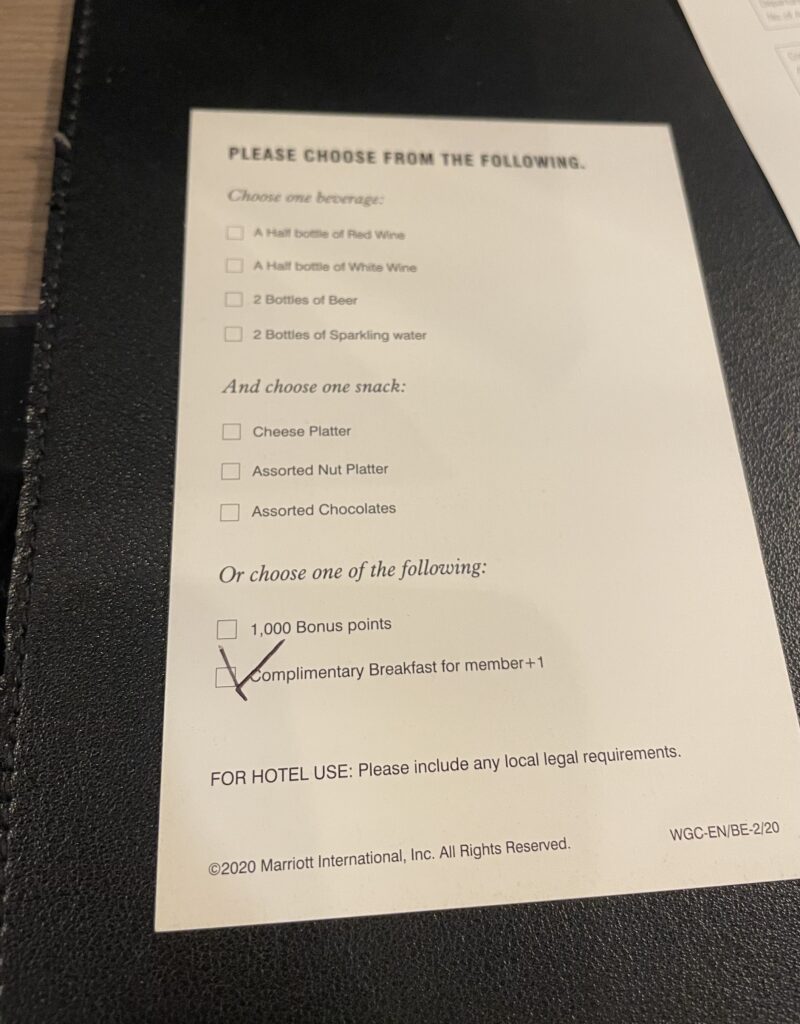 PLEASE CHOOSE FROM THE FOLLOWING.
Choose one beverage:
A Half bottle of Red Wine
A Half bottle of White Wine
2 Bottles of Beer
2 Bottles of Sparkling water
And choose one snack:
Cheese Platter
Assorted Nut Platter
Assorted Chocolates
Or choose one of the following:
1,000 Bonus points
Complimentary Breakfast for member+1
FOR HOTEL USE: Please include any local legal requirements.
WGC-EN/BE-2/20
©2020 Marriott International, Inc. All Rights Reserved.